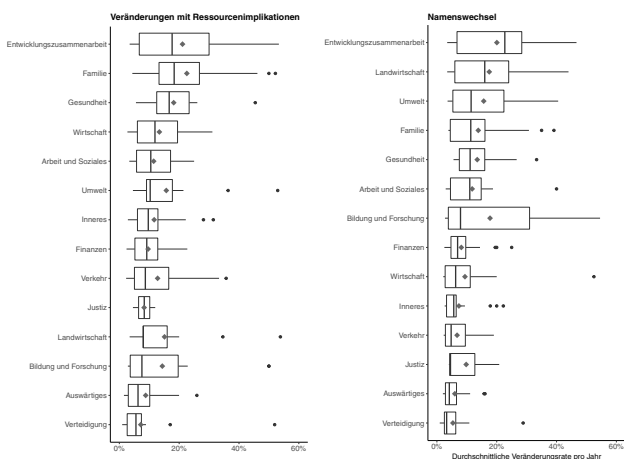 Veränderungen mit Ressourcenimplikationen
Entwicklungszusammenarbeit
Familie
Gesundheit
Wirtschaft
Arbeit und Soziales
Umwelt
Inneres
Finanzen
Verkehr
Justiz
Landwirtschaft
Bildung und Forschung
Auswärtiges
Verteidigung
0% 20% 40% 60%
Namenswechsel
Entwicklungszusammenarbeit
Landwirtschaft
Umwelt
Familie
Gesundheit
Arbeit und Soziales
Bildung und Forschung
Finanzen
Wirtschaft
Inneres
Verkehr
Justiz
Auswärtiges
Verteidigung
0% 20% 40% 60%
Durchschnittliche Veränderungsrate pro Jahr